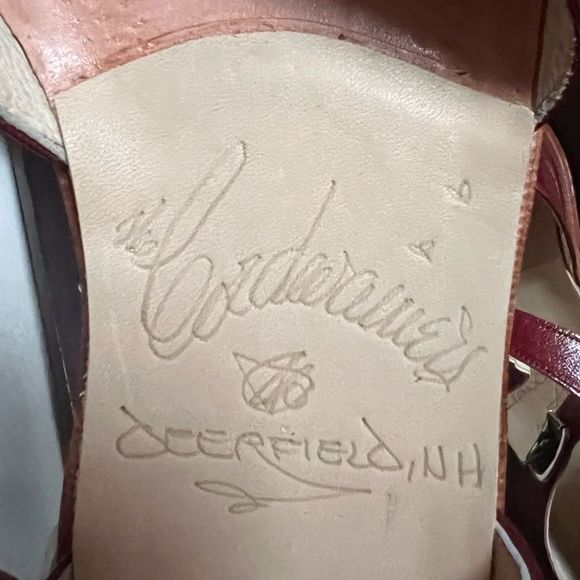 the Cordwainers
DEERFIELD, NH